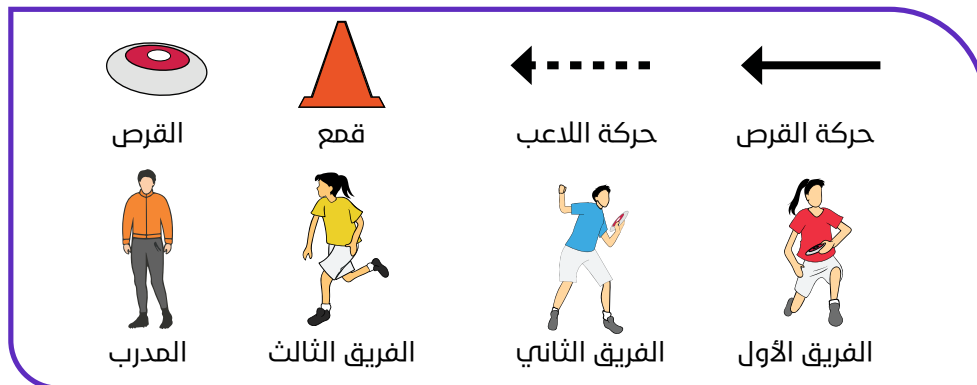 حركة القرص
حركة اللاعب
قمع
القرص
الفريق الأول
الفريق الثاني
الفريق الثالث
المدرب